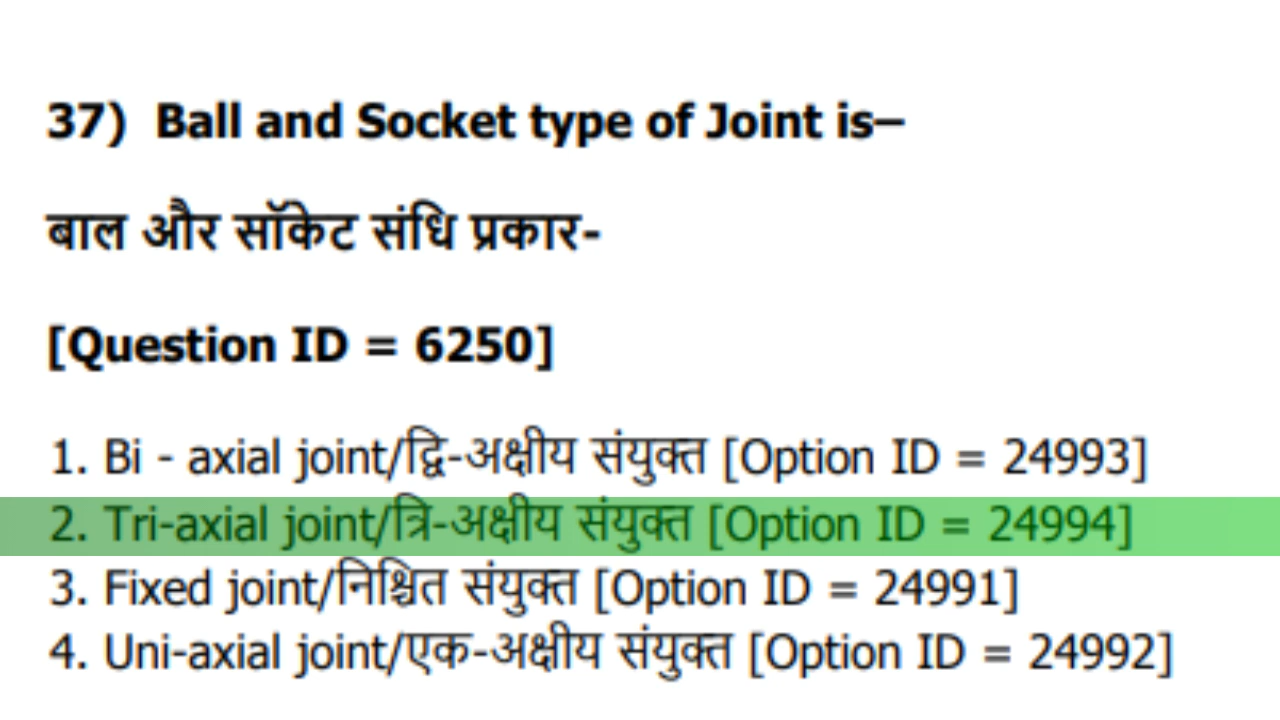 37) Ball and Socket type of Joint is–
बाल और सॉकेट संधि प्रकार-
[Question ID = 6250]
1. Bi - axial joint/द्वि-अक्षीय संयुक्त [Option ID = 24993]
2. Tri-axial joint/त्रि-अक्षीय संयुक्त [Option ID = 24994]
3. Fixed joint/निश्चित संयुक्त [Option ID = 24991]
4. Uni-axial joint/एक-अक्षीय संयुक्त [Option ID = 24992]